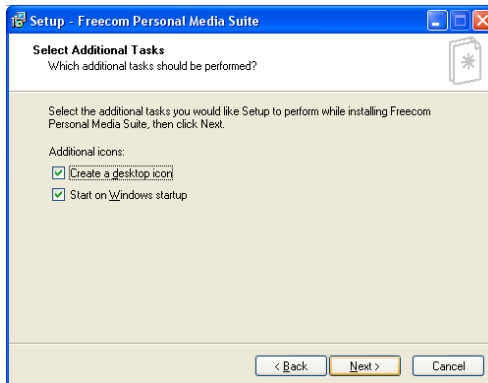 Setup - Freecom Personal Media Suite
Select Additional Tasks
Which additional tasks should be performed?
Select the additional tasks you would like Setup to perform while installing Freecom
Personal Media Suite, then click Next.
Additional icons:
Create a desktop icon
Start on Windows startup
< Back Next > Cancel